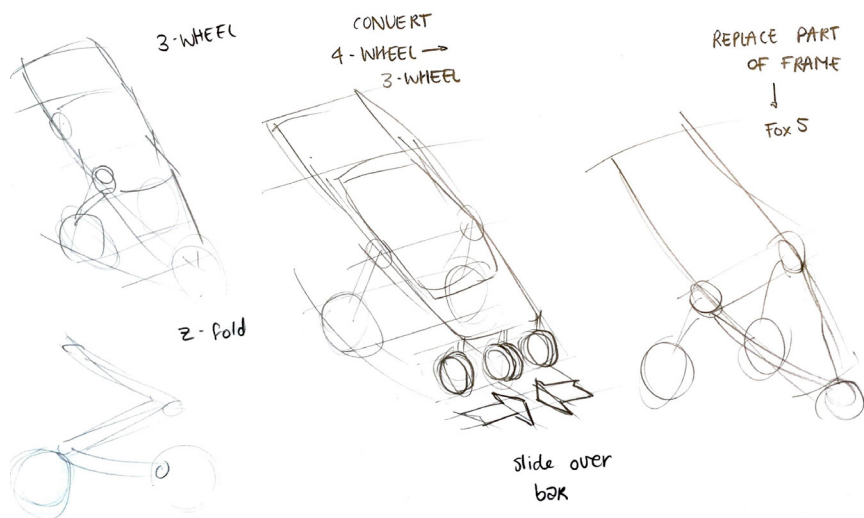 3-WHEEL
CONVERT
4-WHEEL →
3-WHEEL
REPLACE PART
OF FRAME
↓
Fox 5
z-fold
slide over
bar